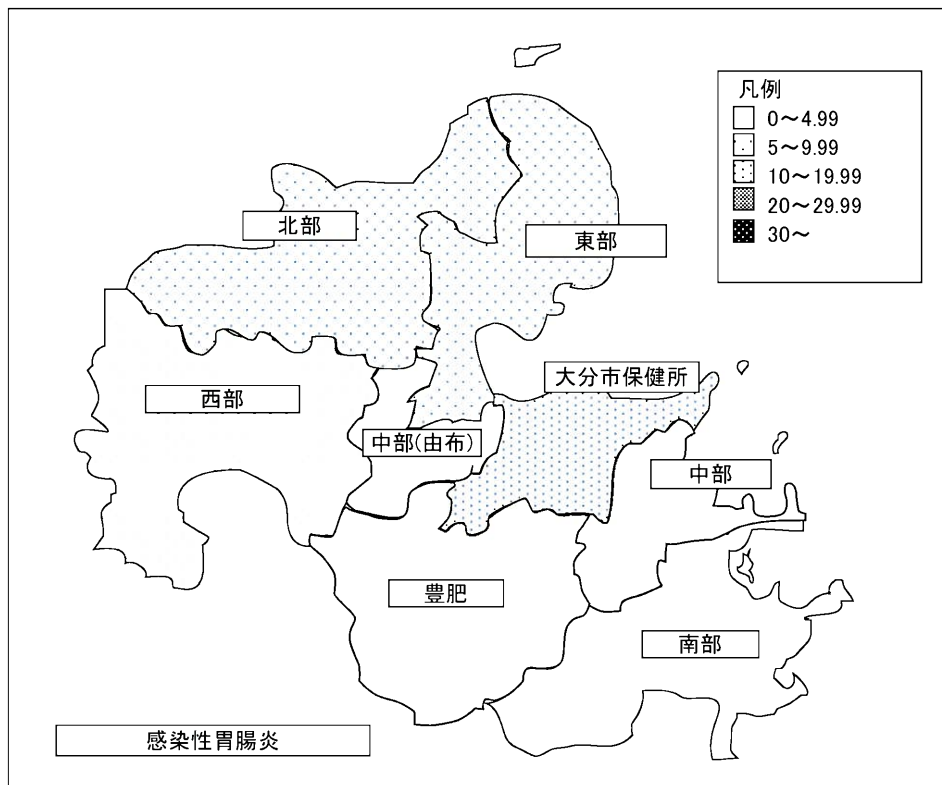 凡例
0～4.99
5～9.99
10～19.99
20～29.99
30～
北部
東部
大分市保健所
西部
中部(由布)
中部
豊肥
南部
感染性胃腸炎